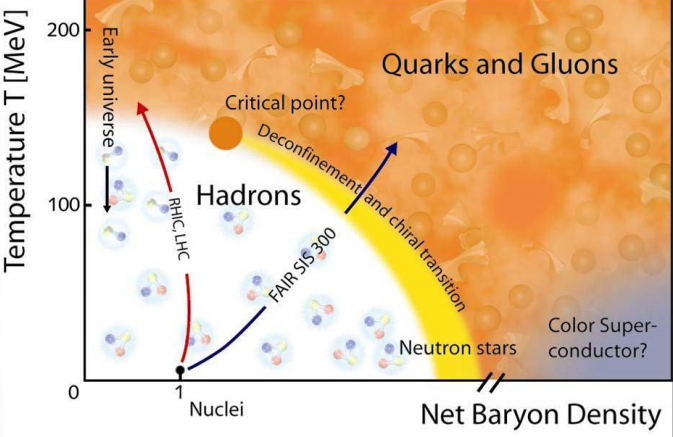 Temperature T [MeV]
200
100
0
Early universe
Quarks and Gluons
Critical point?
Deconfinement and chiral transition
Hadrons
RHIC, LHC
FAIR SIS 300
Color Super-
conductor?
Neutron stars
1
Nuclei
Net Baryon Density